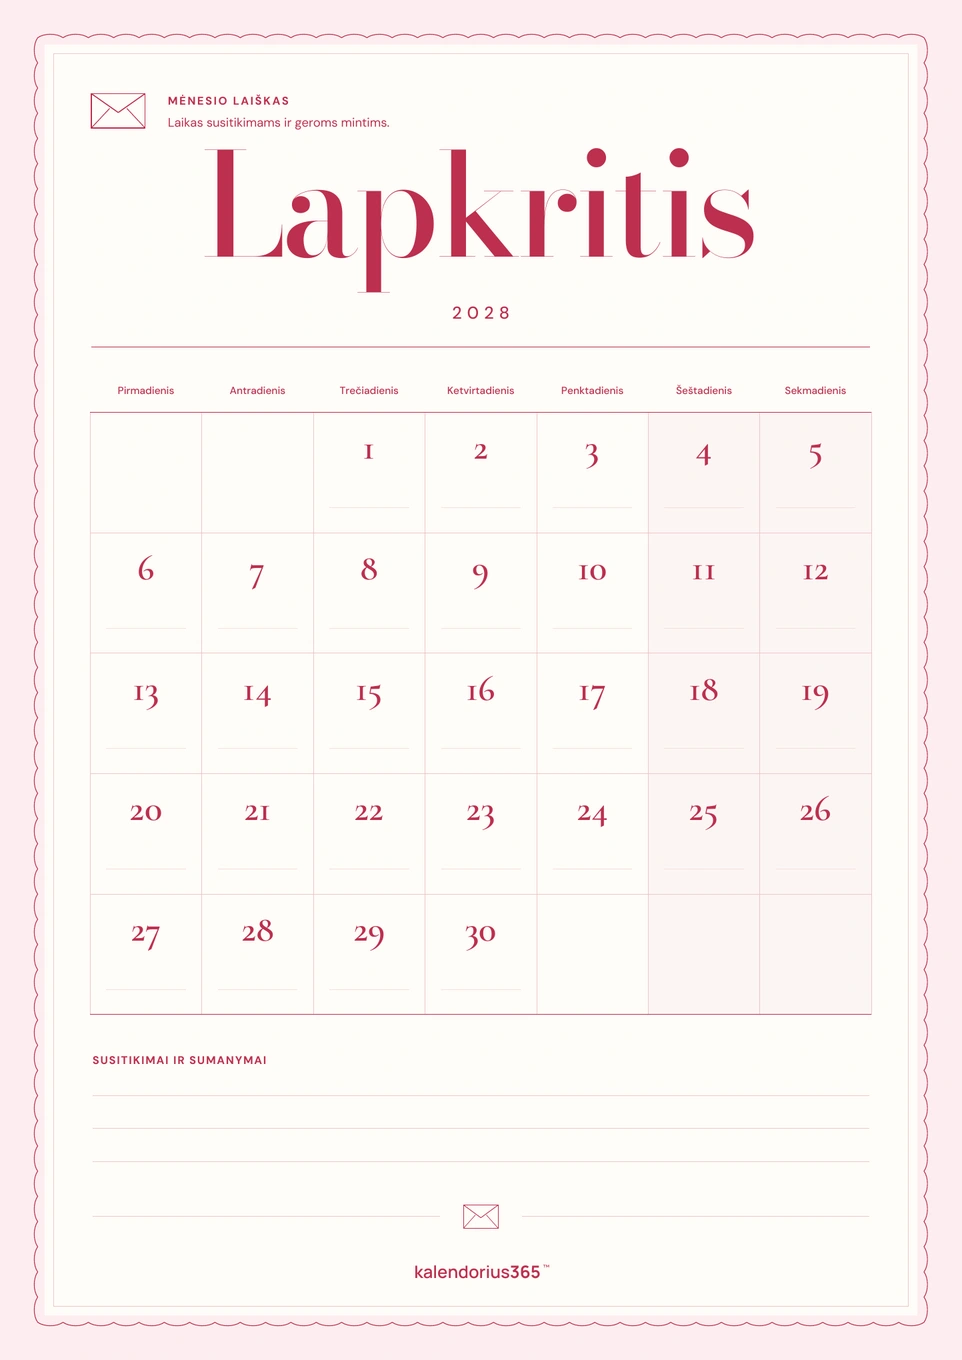 MĖNESIO LAIŠKAS
Laikas susitikimams ir geroms mintims.
Lapkritis
2028
Pirmadienis Antradienis Trečiadienis Ketvirtadienis Penktadienis Šeštadienis Sekmadienis
1 2 3 4 5
6 7 8 9 10 11 12
13 14 15 16 17 18 19
20 21 22 23 24 25 26
27 28 29 30
SUSITIKIMAI IR SUMANYMAI
kalendorius365™